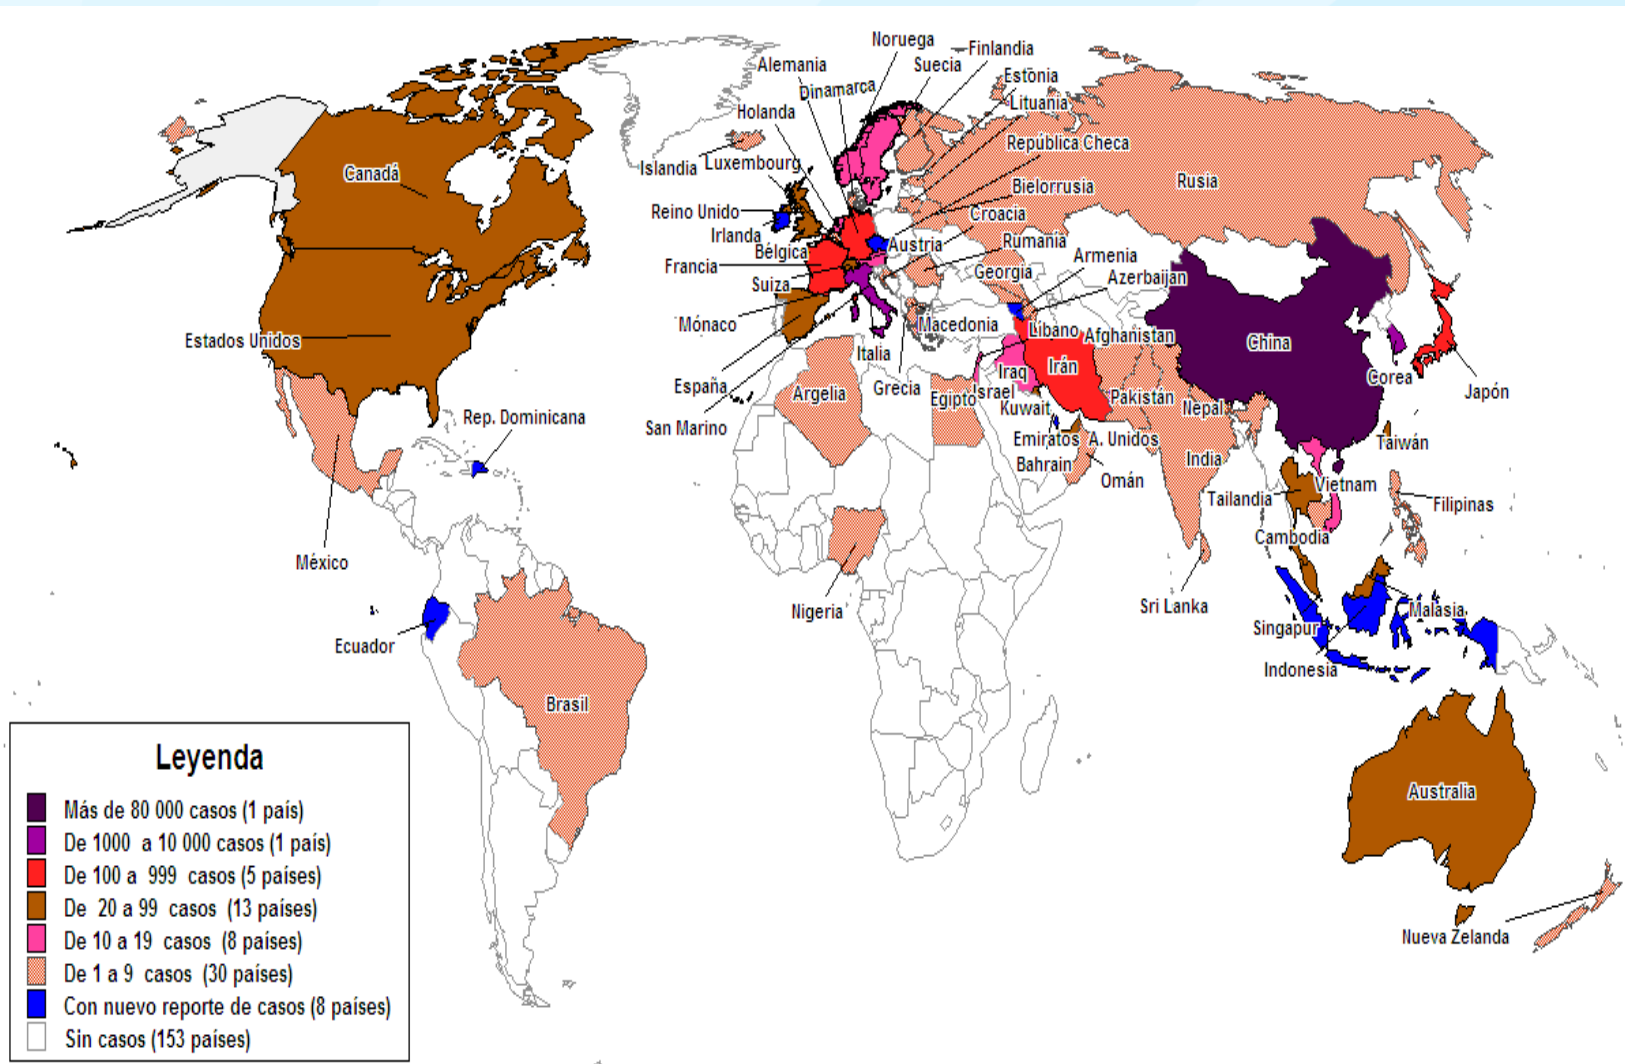 Noruega
Finlandia
Suecia
Alemania
Estonia
Dinamarca
Lituania
Holanda
República Checa
Islandia
Luxembourg
Canadá
Rusia
Bielorrusia
Reino Unido
Croacia
Irlanda
Rumanía
Austria
Bélgica
Armenia
Francia
Georgia
Azerbaijan
Suiza
Mónaco
Macedonia
Líbano
Afghanistan
Estados Unidos
China
Italia
Irán
Iraq
Corea
España
Grecia
Argelia
Egipto
Israel
Japón
Kuwait
Pakistán
Nepal
Rep. Dominicana
San Marino
Emiratos
A. Unidos
Taiwán
Bahrain
India
Omán
Vietnam
Tailandia
Filipinas
Cambodia
México
Nigeria
Sri Lanka
Malasia
Singapur
Ecuador
Indonesia
Brasil
Australia
Nueva Zelanda
Leyenda
Más de 80 000 casos (1 país)
De 1000 a 10 000 casos (1 país)
De 100 a 999 casos (5 países)
De 20 a 99 casos (13 países)
De 10 a 19 casos (8 países)
De 1 a 9 casos (30 países)
Con nuevo reporte de casos (8 países)
Sin casos (153 países)